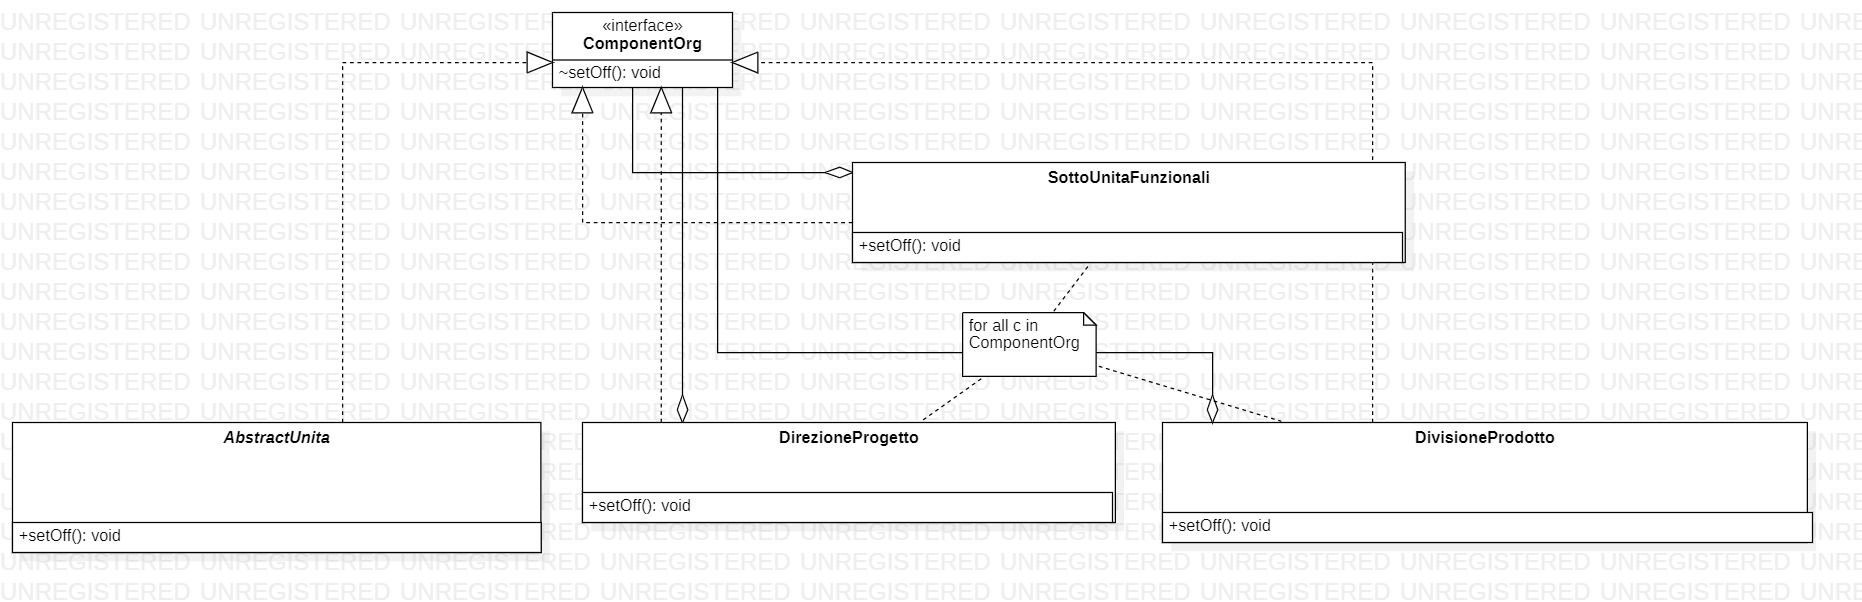 «interface»
ComponentOrg
~setOff(): void
SottoUnitaFunzionali
+setOff(): void
for all c in
ComponentOrg
AbstractUnita
+setOff(): void
DirezioneProgetto
+setOff(): void
DivisioneProdotto
+setOff(): void
UNREGISTERED UNREGISTERED UNREGISTERED UNREGISTERED UNREGISTERED UNREGISTERED UNREGISTERED UNREGISTERED UNREGISTERED UNRE